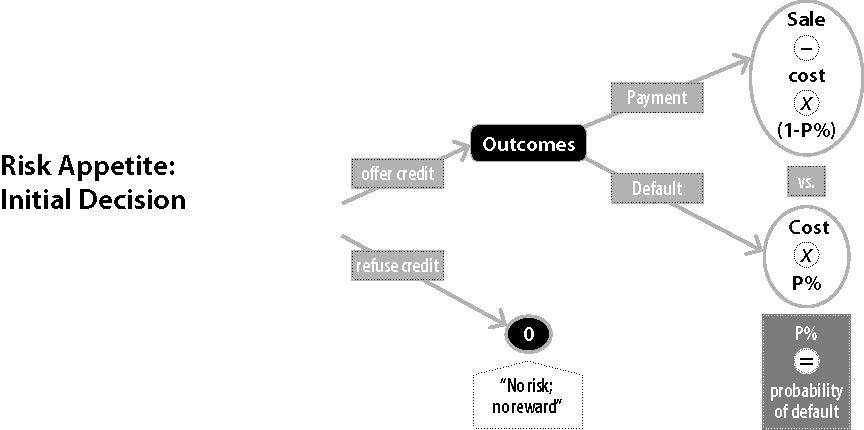 Risk Appetite:
Initial Decision
offer credit
refuse credit
Outcomes
Payment
Default
Sale
–
cost
X
(1-P%)
vs.
Cost
X
P%
0
“No risk;
no reward”
P%
=
probability
of default